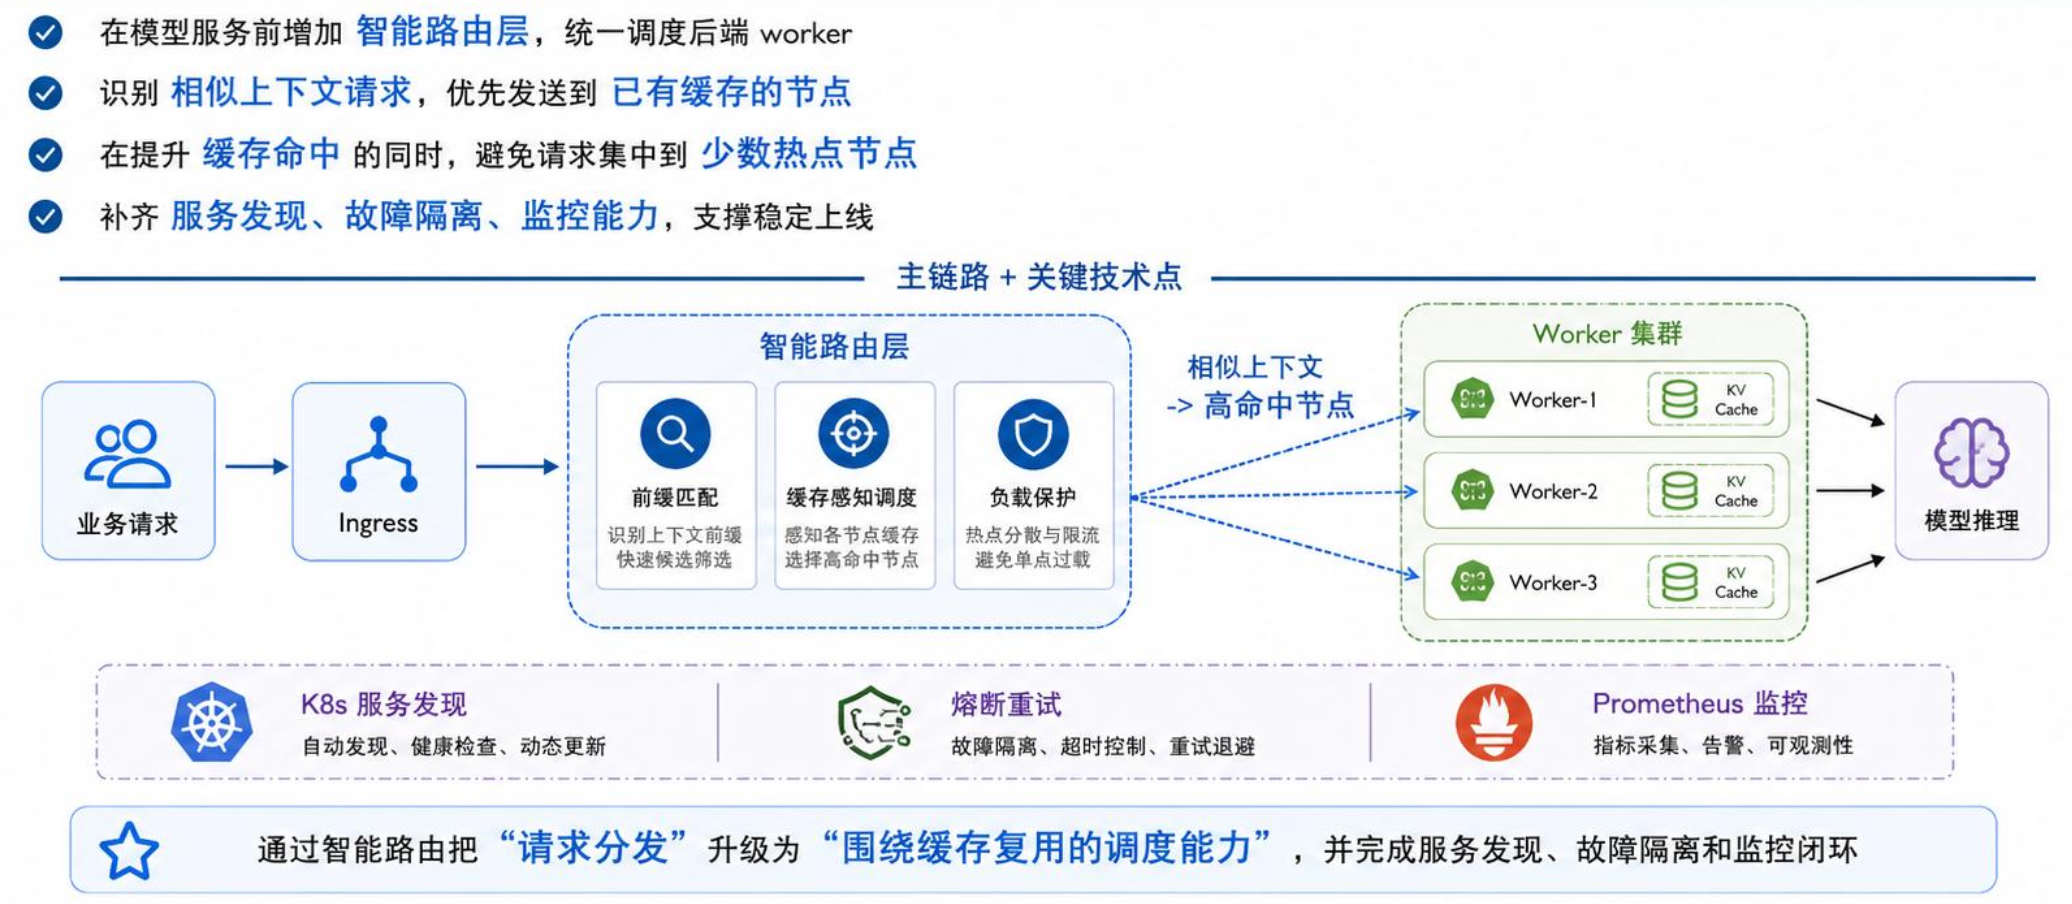 在模型服务前增加 智能路由层，统一调度后端 worker
识别 相似上下文请求，优先发送到 已有缓存的节点
在提升 缓存命中 的同时，避免请求集中到 少数热点节点
补齐 服务发现、故障隔离、监控能力，支撑稳定上线
主链路 + 关键技术点
业务请求
Ingress
智能路由层
前缀匹配
识别上下文前缀
快速候选筛选
缓存感知调度
感知各节点缓存
选择高命中节点
负载保护
热点分散与限流
避免单点过载
相似上下文
-> 高命中节点
Worker 集群
Worker-1
KV
Cache
Worker-2
KV
Cache
Worker-3
KV
Cache
模型推理
K8s 服务发现
自动发现、健康检查、动态更新
熔断重试
故障隔离、超时控制、重试退避
Prometheus 监控
指标采集、告警、可观测性
通过智能路由把 “请求分发” 升级为 “围绕缓存复用的调度能力” ，并完成服务发现、故障隔离和监控闭环